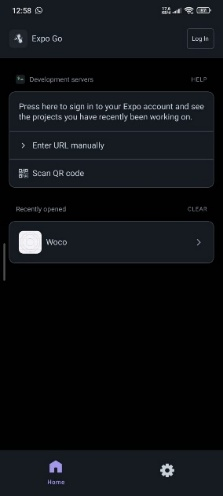 12:58
Expo Go
Log In
Development servers
HELP
Press here to sign in to your Expo account and see
the projects you have recently been working on.
Enter URL manually
Scan QR code
Recently opened
CLEAR
Woco
Home